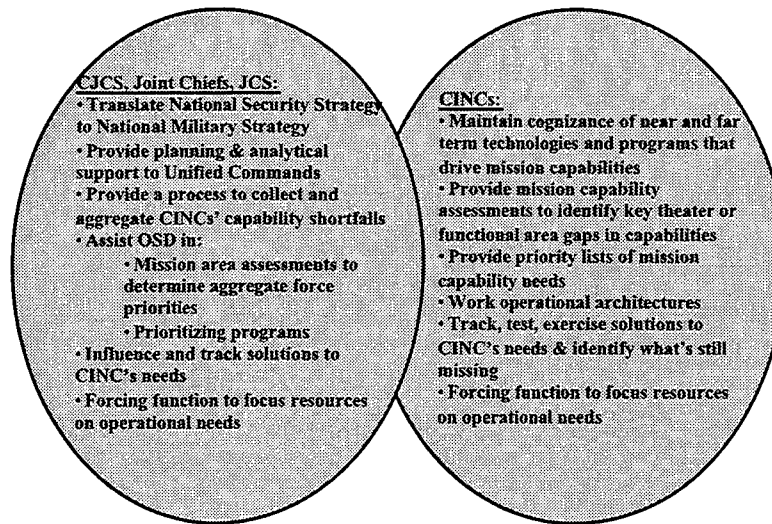 CJCS, Joint Chiefs, JCS:
• Translate National Security Strategy
to National Military Strategy
• Provide planning & analytical
support to Unified Commands
• Provide a process to collect and
aggregate CINCs' capability shortfalls
• Assist OSD in:
• Mission area assessments to
determine aggregate force
priorities
• Prioritizing programs
• Influence and track solutions to
CINC's needs
• Forcing function to focus resources
on operational needs
CINCs:
• Maintain cognizance of near and far
term technologies and programs that
drive mission capabilities
• Provide mission capability
assessments to identify key theater or
functional area gaps in capabilities
• Provide priority lists of mission
capability needs
• Work operational architectures
• Track, test, exercise solutions to
CINC's needs & identify what's still
missing
• Forcing function to focus resources
on operational needs